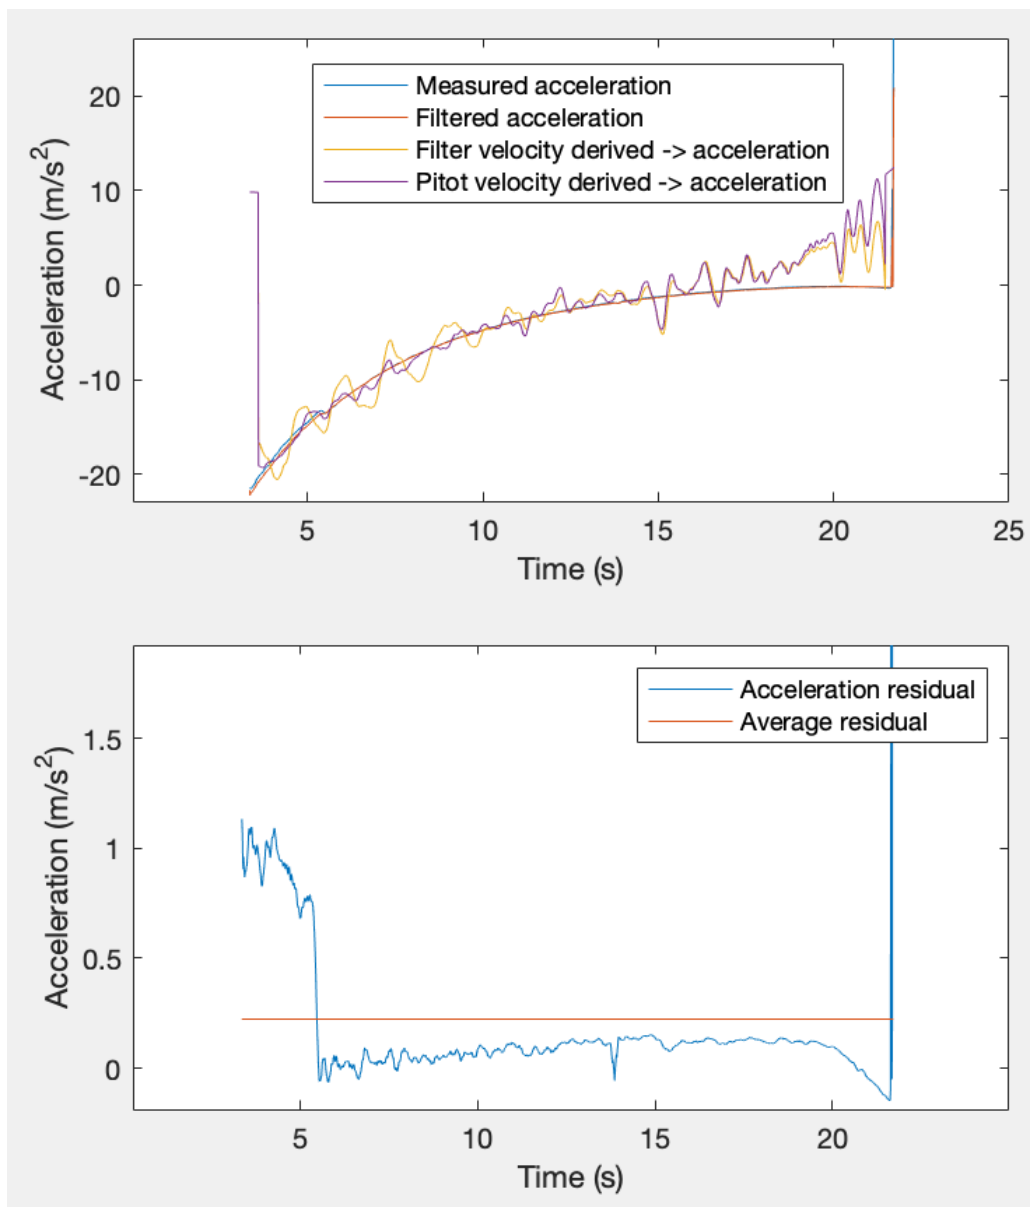 Measured acceleration
Filtered acceleration
Filter velocity derived -> acceleration
Pitot velocity derived -> acceleration
Acceleration (m/s²)
20
10
0
-10
-20
5
10
15
20
25
Time (s)
Acceleration residual
Average residual
Acceleration (m/s²)
1.5
1
0.5
0
5
10
15
20
Time (s)